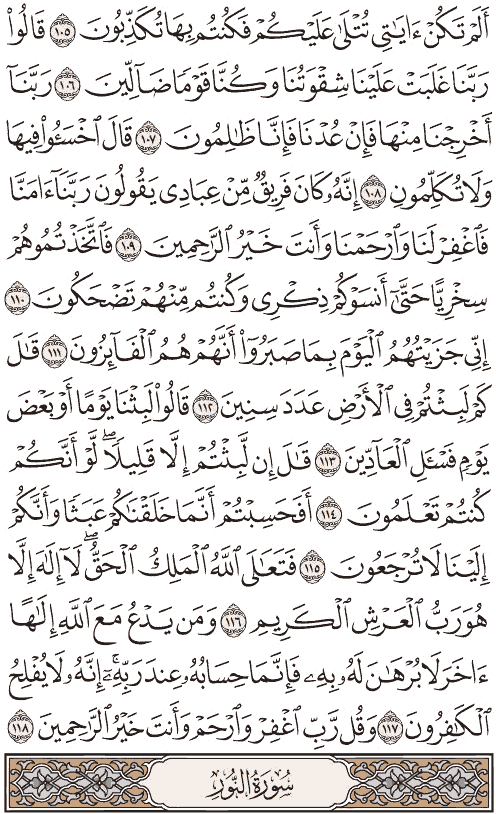 أَلَمْ تَكُنْ ءَايَٰتِي تُتْلَىٰ عَلَيْكُمْ فَكُنتُم بِهَا تُكَذِّبُونَ ١٠٥ قَالُوا۟
رَبَّنَا غَلَبَتْ عَلَيْنَا شِقْوَتُنَا وَكُنَّا قَوْمًا ضَآلِّينَ ١٠٦ رَبَّنَآ
أَخْرِجْنَا مِنْهَا فَإِنْ عُدْنَا فَإِنَّا ظَٰلِمُونَ ١٠٧ قَالَ ٱخْسَـُٔوا۟ فِيهَا
وَلَا تُكَلِّمُونِ ١٠٨ إِنَّهُۥ كَانَ فَرِيقٌ مِّنْ عِبَادِى يَقُولُونَ رَبَّنَآ ءَامَنَّا
فَٱغْفِرْ لَنَا وَٱرْحَمْنَا وَأَنتَ خَيْرُ ٱلرَّٰحِمِينَ ١٠٩ فَٱتَّخَذْتُمُوهُمْ
سِخْرِيًّا حَتَّىٰٓ أَنسَوْكُمْ ذِكْرِى وَكُنتُم مِّنْهُمْ تَضْحَكُونَ ١١٠
إِنِّى جَزَيْتُهُمُ ٱلْيَوْمَ بِمَا صَبَرُوٓا۟ أَنَّهُمْ هُمُ ٱلْفَآئِزُونَ ١١١ قَٰلَ
كَمْ لَبِثْتُمْ فِى ٱلْأَرْضِ عَدَدَ سِنِينَ ١١٢ قَالُوا۟ لَبِثْنَا يَوْمًا أَوْ بَعْضَ
يَوْمٍ فَسْـَٔلِ ٱلْعَآدِّينَ ١١٣ قَٰلَ إِن لَّبِثْتُمْ إِلَّا قَلِيلًا ۖ لَّوْ أَنَّكُمْ
كُنتُمْ تَعْلَمُونَ ١١٤ أَفَحَسِبْتُمْ أَنَّمَا خَلَقْنَٰكُمْ عَبَثًا وَأَنَّكُمْ
إِلَيْنَا لَا تُرْجَعُونَ ١١٥ فَتَعَٰلَى ٱللَّهُ ٱلْمَلِكُ ٱلْحَقُّ ۖ لَآ إِلَٰهَ إِلَّا
هُوَ رَبُّ ٱلْعَرْشِ ٱلْكَرِيمِ ١١٦ وَمَن يَدْعُ مَعَ ٱللَّهِ إِلَٰهًا
ءَاخَرَ لَا بُرْهَٰنَ لَهُۥ بِهِۦ فَإِنَّمَا حِسَابُهُۥ عِندَ رَبِّهِۦٓ ۚ إِنَّهُۥ لَا يُفْلِحُ
ٱلْكَٰفِرُونَ ١١٧ وَقُل رَّبِّ ٱغْفِرْ وَٱرْحَمْ وَأَنتَ خَيْرُ ٱلرَّٰحِمِينَ ١١٨
سُورَةُ النُّورِ